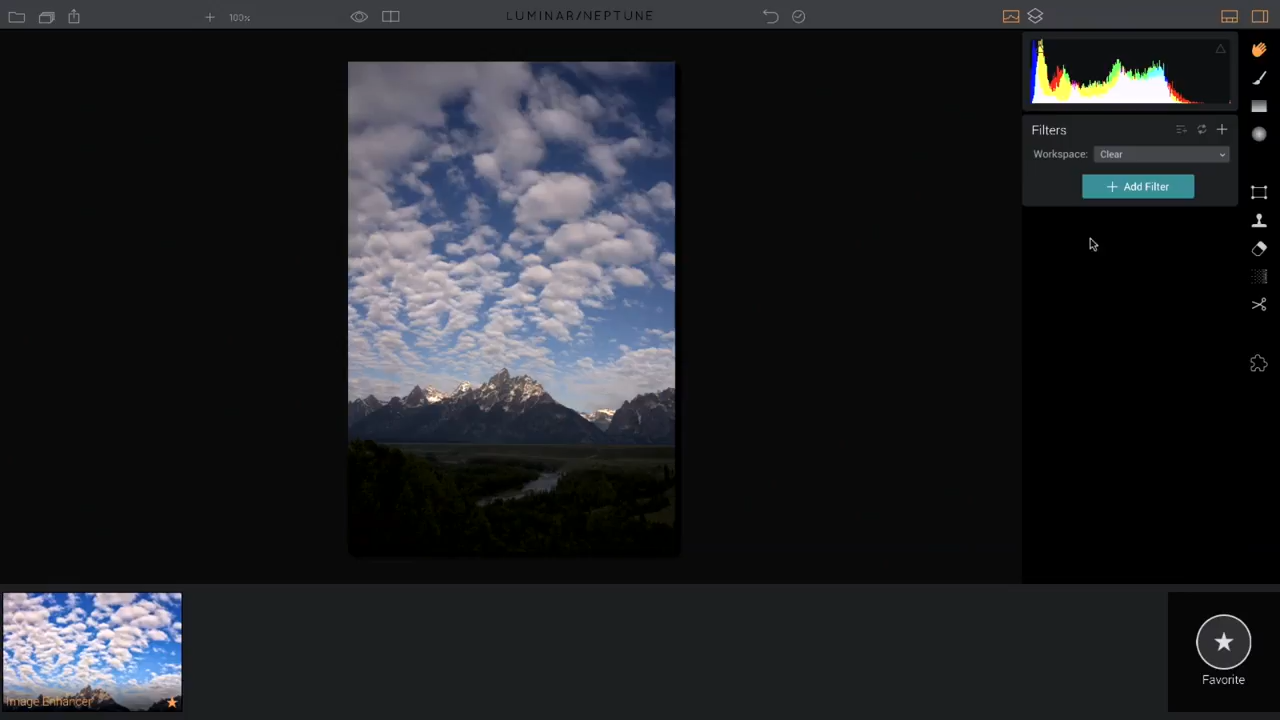 100%
LUMINAR/NEPTUNE
Filters
Workspace:
Clear
Add Filter
Image Enhancer
Favorite